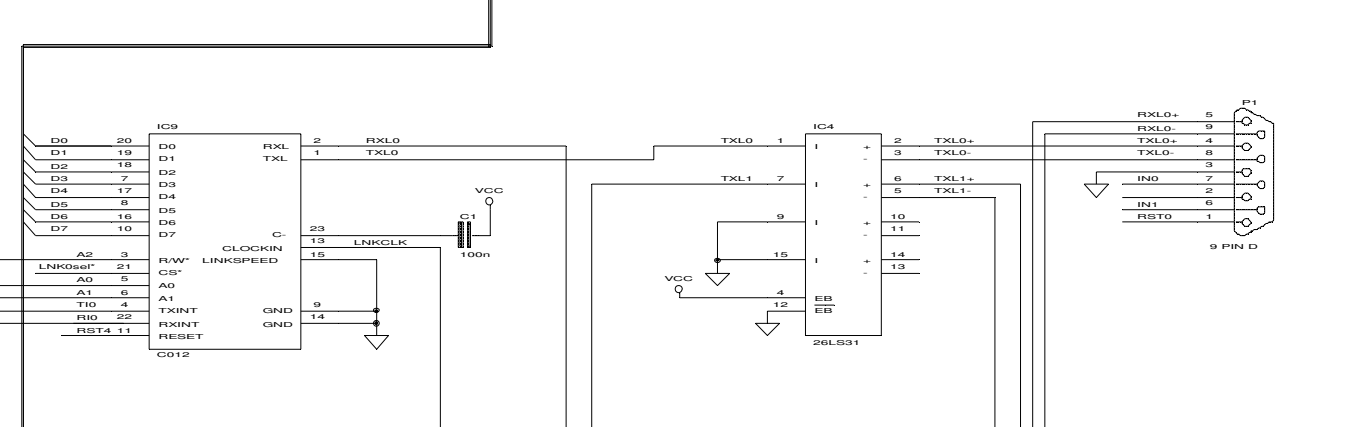 P1
RXL0+ 5
RXL0- 9
TXL0+ 4
TXL0- 8
3
IN0 7
2
IN1 6
RST0 1
9 PIN D
IC9
D0 20 D0 RXL 2 RXL0
D1 19 D1 TXL 1 TXL0
D2 18 D2
D3 7 D3
D4 17 D4
D5 8 D5
D6 16 D6
D7 10 D7 C- 23
CLOCKIN 13 LNKCLK
A2 3 R/W* LINKSPEED 15
LNK0sel* 21 CS*
A0 5 A0
A1 6 A1
TI0 4 TXINT GND 9
RI0 22 RXINT GND 14
RST4 11 RESET
C012
VCC
C1
100n
IC4
TXL0 1 I + 2 TXL0+
- 3 TXL0-
TXL1 7 I + 6 TXL1+
- 5 TXL1-
9 I + 10
- 11
15 I + 14
- 13
VCC
4 EB
12 EB
26LS31